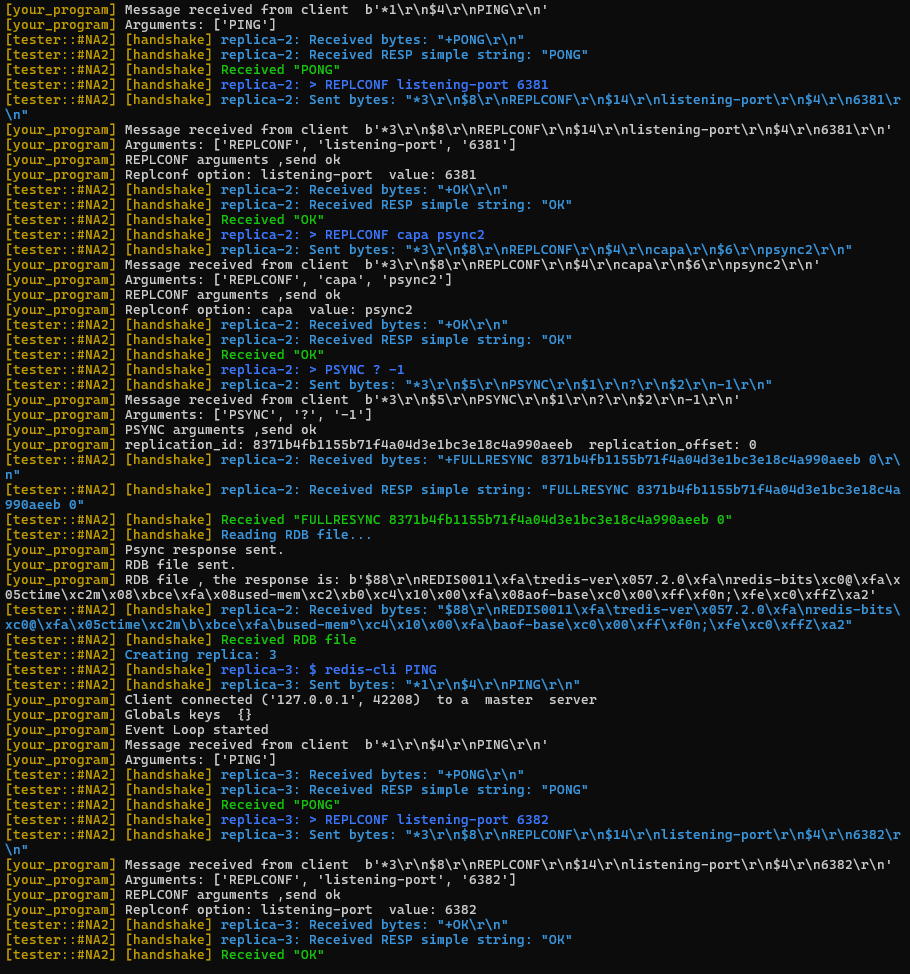 [your_program] Message received from client  b'*1\r\n$4\r\nPING\r\n'
[your_program] Arguments: ['PING']
[tester::#NA2] [handshake] replica-2: Received bytes: "+PONG\r\n"
[tester::#NA2] [handshake] replica-2: Received RESP simple string: "PONG"
[tester::#NA2] [handshake] Received "PONG"
[tester::#NA2] [handshake] replica-2: > REPLCONF listening-port 6381
[tester::#NA2] [handshake] replica-2: Sent bytes: "*3\r\n$8\r\nREPLCONF\r\n$14\r\nlistening-port\r\n$4\r\n6381\r
\n"
[your_program] Message received from client  b'*3\r\n$8\r\nREPLCONF\r\n$14\r\nlistening-port\r\n$4\r\n6381\r\n'
[your_program] Arguments: ['REPLCONF', 'listening-port', '6381']
[your_program] REPLCONF arguments ,send ok
[your_program] Replconf option: listening-port  value: 6381
[tester::#NA2] [handshake] replica-2: Received bytes: "+OK\r\n"
[tester::#NA2] [handshake] replica-2: Received RESP simple string: "OK"
[tester::#NA2] [handshake] Received "OK"
[tester::#NA2] [handshake] replica-2: > REPLCONF capa psync2
[tester::#NA2] [handshake] replica-2: Sent bytes: "*3\r\n$8\r\nREPLCONF\r\n$4\r\ncapa\r\n$6\r\npsync2\r\n"
[your_program] Message received from client  b'*3\r\n$8\r\nREPLCONF\r\n$4\r\ncapa\r\n$6\r\npsync2\r\n'
[your_program] Arguments: ['REPLCONF', 'capa', 'psync2']
[your_program] REPLCONF arguments ,send ok
[your_program] Replconf option: capa  value: psync2
[tester::#NA2] [handshake] replica-2: Received bytes: "+OK\r\n"
[tester::#NA2] [handshake] replica-2: Received RESP simple string: "OK"
[tester::#NA2] [handshake] Received "OK"
[tester::#NA2] [handshake] replica-2: > PSYNC ? -1
[tester::#NA2] [handshake] replica-2: Sent bytes: "*3\r\n$5\r\nPSYNC\r\n$1\r\n?\r\n$2\r\n-1\r\n"
[your_program] Message received from client  b'*3\r\n$5\r\nPSYNC\r\n$1\r\n?\r\n$2\r\n-1\r\n'
[your_program] Arguments: ['PSYNC', '?', '-1']
[your_program] PSYNC arguments ,send ok
[your_program] replication_id: 8371b4fb1155b71f4a04d3e1bc3e18c4a990aeeb  replication_offset: 0
[tester::#NA2] [handshake] replica-2: Received bytes: "+FULLRESYNC 8371b4fb1155b71f4a04d3e1bc3e18c4a990aeeb 0\r\
n"
[tester::#NA2] [handshake] replica-2: Received RESP simple string: "FULLRESYNC 8371b4fb1155b71f4a04d3e1bc3e18c4a
990aeeb 0"
[tester::#NA2] [handshake] Received "FULLRESYNC 8371b4fb1155b71f4a04d3e1bc3e18c4a990aeeb 0"
[tester::#NA2] [handshake] Reading RDB file...
[your_program] Psync response sent.
[your_program] RDB file sent.
[your_program] RDB file , the response is: b'$88\r\nREDIS0011\xfa\tredis-ver\x057.2.0\xfa\nredis-bits\xc0@\xfa\x
05ctime\xc2m\x08\xbce\xfa\x08used-mem\xc2\xb0\xc4\x10\x00\xfa\x08aof-base\xc0\x00\xff\xf0n;\xfe\xc0\xffZ\xa2'
[tester::#NA2] [handshake] replica-2: Received bytes: "$88\r\nREDIS0011\xfa\tredis-ver\x057.2.0\xfa\nredis-bits\
xc0@\xfa\x05ctime\xc2m\b\xbce\xfa\bused-mem°\xc4\x10\x00\xfa\baof-base\xc0\x00\xff\xf0n;\xfe\xc0\xffZ\xa2"
[tester::#NA2] [handshake] Received RDB file
[tester::#NA2] Creating replica: 3
[tester::#NA2] [handshake] replica-3: $ redis-cli PING
[tester::#NA2] [handshake] replica-3: Sent bytes: "*1\r\n$4\r\nPING\r\n"
[your_program] Client connected ('127.0.0.1', 42208)  to a  master  server
[your_program] Globals keys  {}
[your_program] Event Loop started
[your_program] Message received from client  b'*1\r\n$4\r\nPING\r\n'
[your_program] Arguments: ['PING']
[tester::#NA2] [handshake] replica-3: Received bytes: "+PONG\r\n"
[tester::#NA2] [handshake] replica-3: Received RESP simple string: "PONG"
[tester::#NA2] [handshake] Received "PONG"
[tester::#NA2] [handshake] replica-3: > REPLCONF listening-port 6382
[tester::#NA2] [handshake] replica-3: Sent bytes: "*3\r\n$8\r\nREPLCONF\r\n$14\r\nlistening-port\r\n$4\r\n6382\r
\n"
[your_program] Message received from client  b'*3\r\n$8\r\nREPLCONF\r\n$14\r\nlistening-port\r\n$4\r\n6382\r\n'
[your_program] Arguments: ['REPLCONF', 'listening-port', '6382']
[your_program] REPLCONF arguments ,send ok
[your_program] Replconf option: listening-port  value: 6382
[tester::#NA2] [handshake] replica-3: Received bytes: "+OK\r\n"
[tester::#NA2] [handshake] replica-3: Received RESP simple string: "OK"
[tester::#NA2] [handshake] Received "OK"